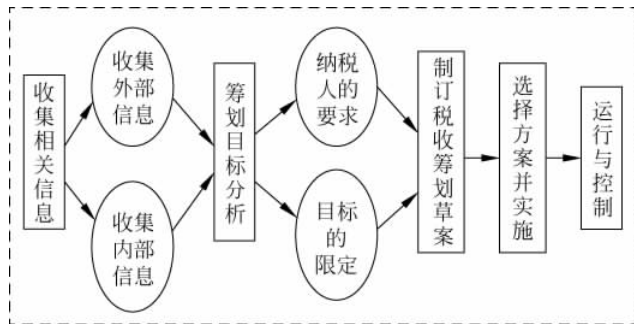 收集相关信息
收集
外部
信息
收集
内部
信息
筹划目标分析
纳税
人的
要求
目标
的
限定
制订税收筹划草案
选择方案并实施
运行与控制